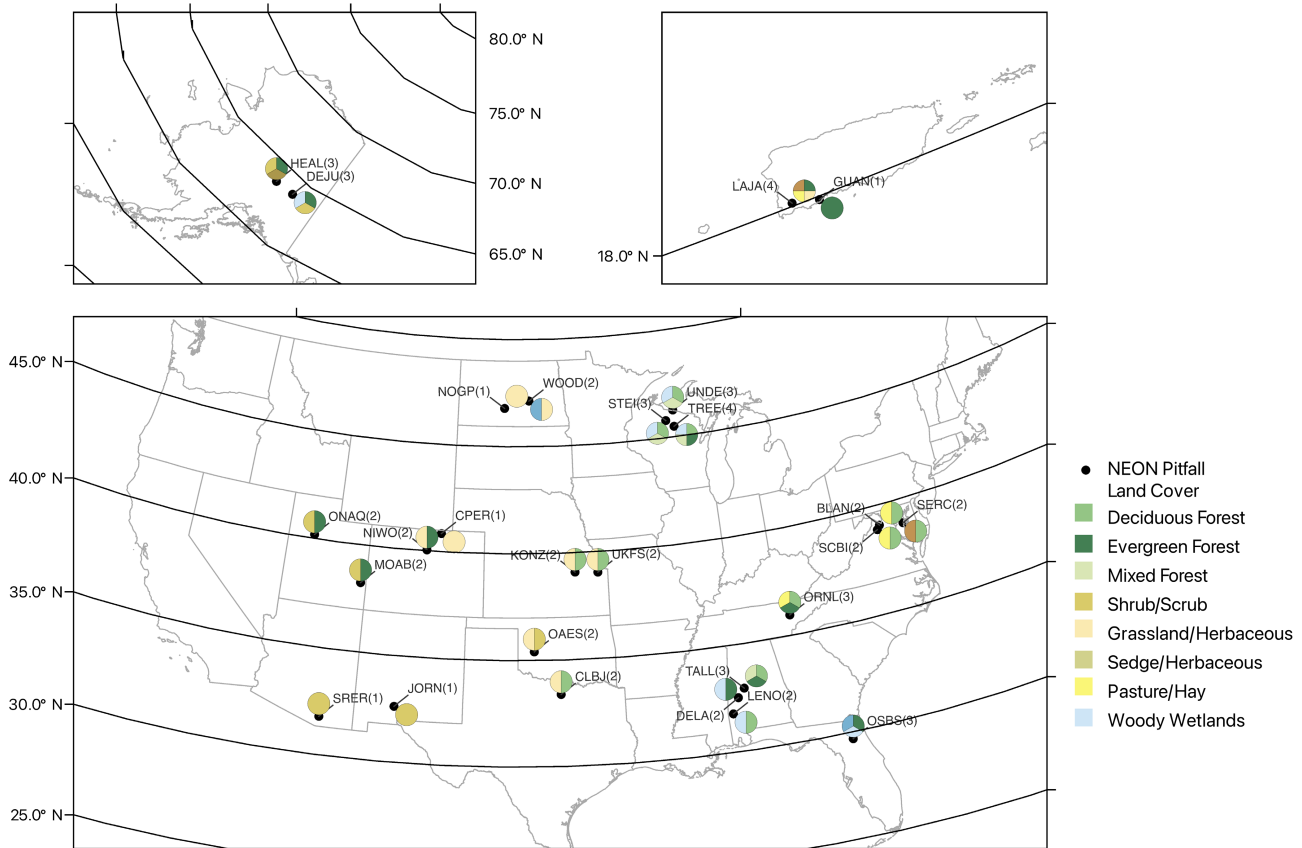 80.0° N
75.0° N
HEAL(3)
DEJU(3)
70.0° N
65.0° N
LAJA(4)
GUAN(1)
18.0° N
45.0° N
40.0° N
35.0° N
30.0° N
25.0° N
NOGP(1)
WOOD(2)
UNDE(3)
STEI(3)
TREE(4)
ONAQ(2)
CPER(1)
NIWO(2)
MOAB(2)
KONZ(2)
UKFS(2)
BLAN(2)
SERC(2)
SCBI(2)
ORNL(3)
OAES(2)
CLBJ(2)
TALL(3)
LENO(2)
DELA(2)
SRER(1)
JORN(1)
OSBS(3)
NEON Pitfall
Land Cover
Deciduous Forest
Evergreen Forest
Mixed Forest
Shrub/Scrub
Grassland/Herbaceous
Sedge/Herbaceous
Pasture/Hay
Woody Wetlands